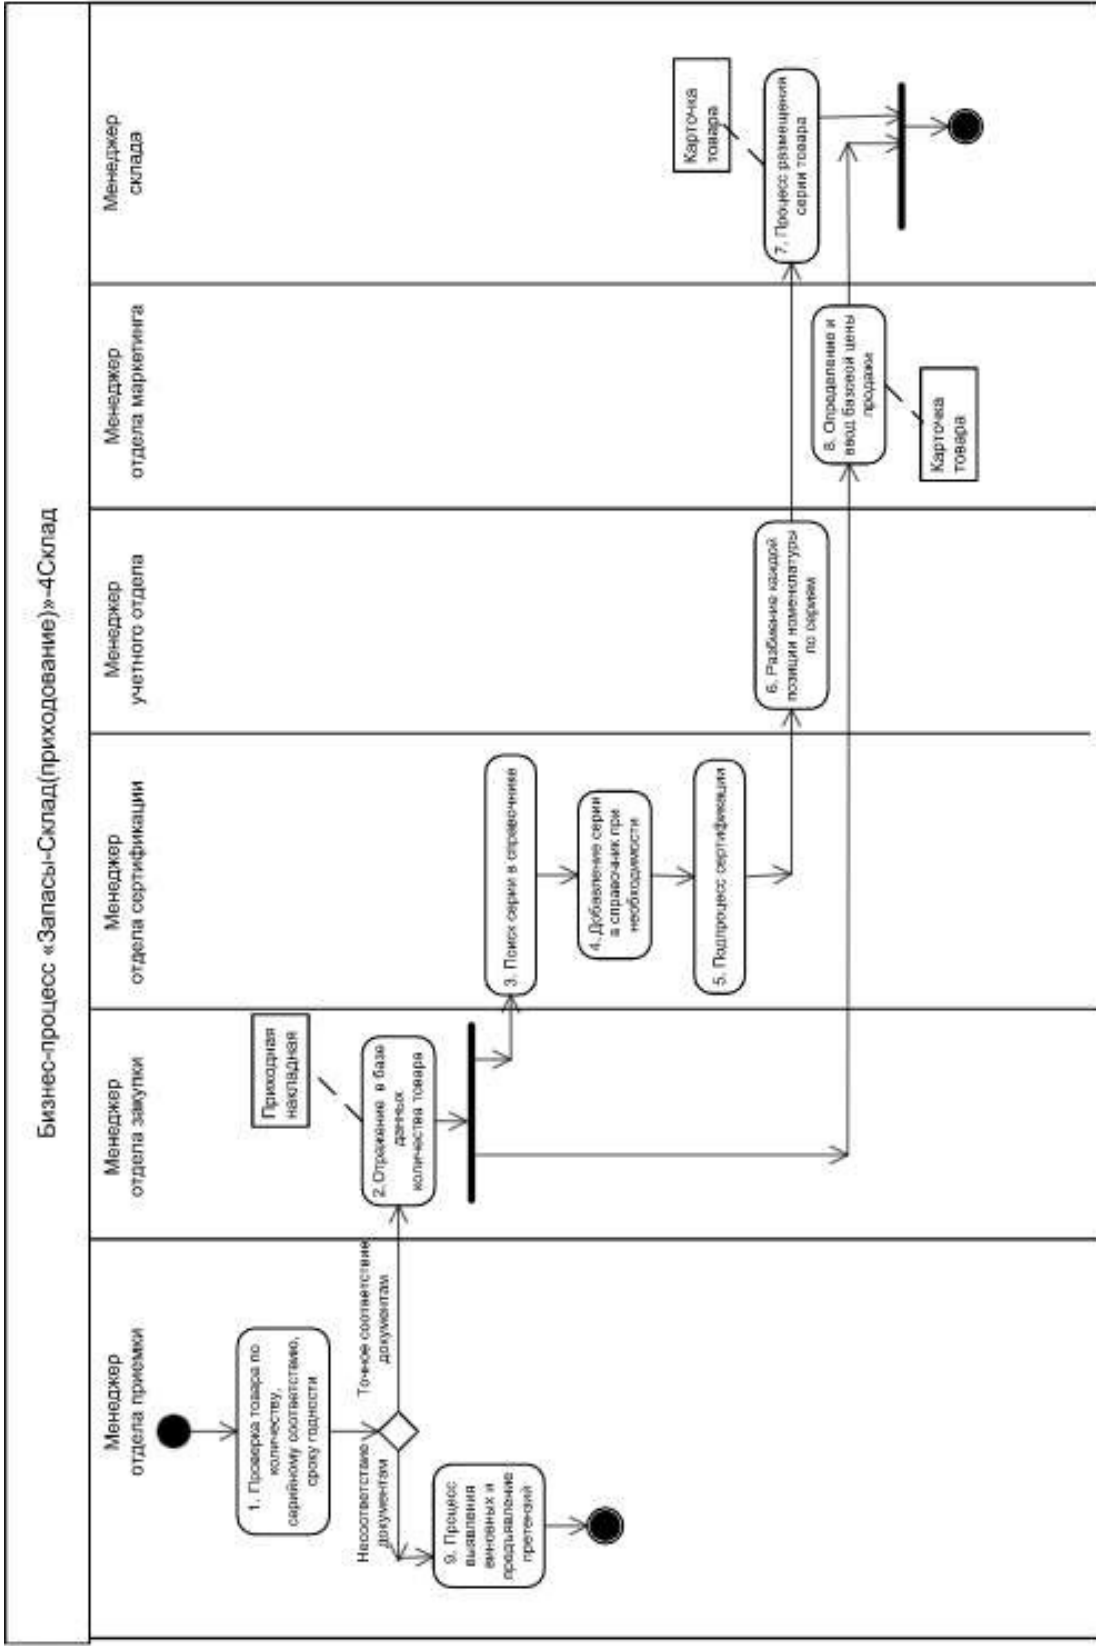 Бизнес-процесс «Запасы-Склад(приходование)»-4Склад
Менеджер
отдела приемки
Менеджер
отдела закупки
Менеджер
отдела сертификации
Менеджер
учетного отдела
Менеджер
отдела маркетинга
Менеджер
склада
1. Проверка товара по
количеству,
серийному соответствию,
сроку годности
Несоответствие
документам
Точное соответствие
документам
9. Процесс
выявления
виновных и
предъявление
претензий
Приходная
накладная
2.Отражение в базе
данных
количества товара
3. Поиск серии в справочнике
4. Добавление серии
в справочник при
необходимости
5. Подпроцесс сертификации
6. Разбиение каждой
позиции номенклатуры
по сериям
8. Определение и
ввод базовой цены
продажи
Карточка
товара
Карточка
товара
7. Процесс размещения
серии товара